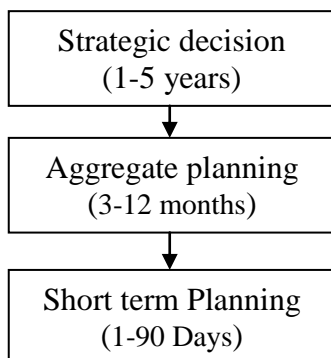 Strategic decision
(1-5 years)
Aggregate planning
(3-12 months)
Short term Planning
(1-90 Days)